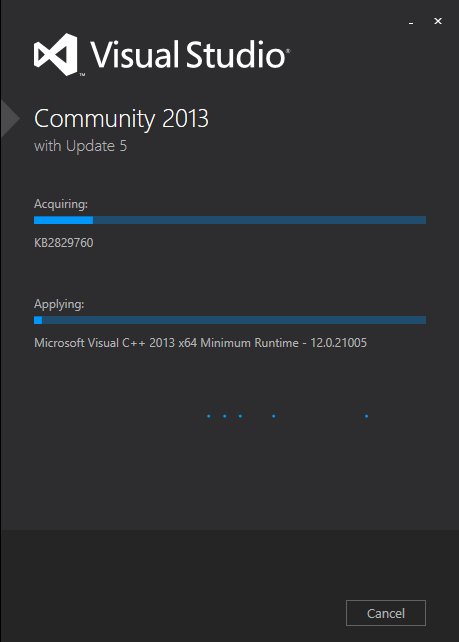 Visual Studio®
™
Community 2013
with Update 5
Acquiring:
KB2829760
Applying:
Microsoft Visual C++ 2013 x64 Minimum Runtime - 12.0.21005
Cancel